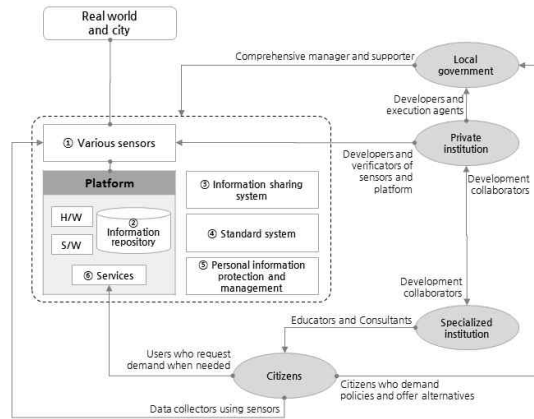 Real world
and city
Comprehensive manager and supporter
Local
government
Developers and
execution agents
① Various sensors
Private
institution
Developers and
verificators of
sensors and
platform
Development
collaborators
Platform
H/W
S/W
②
Information
repository
⑥ Services
③ Information sharing
system
④ Standard system
⑤ Personal information
protection and
management
Development
collaborators
Educators and Consultants
Specialized
institution
Users who request
demand when needed
Citizens
Citizens who demand
policies and offer alternatives
Data collectors using sensors